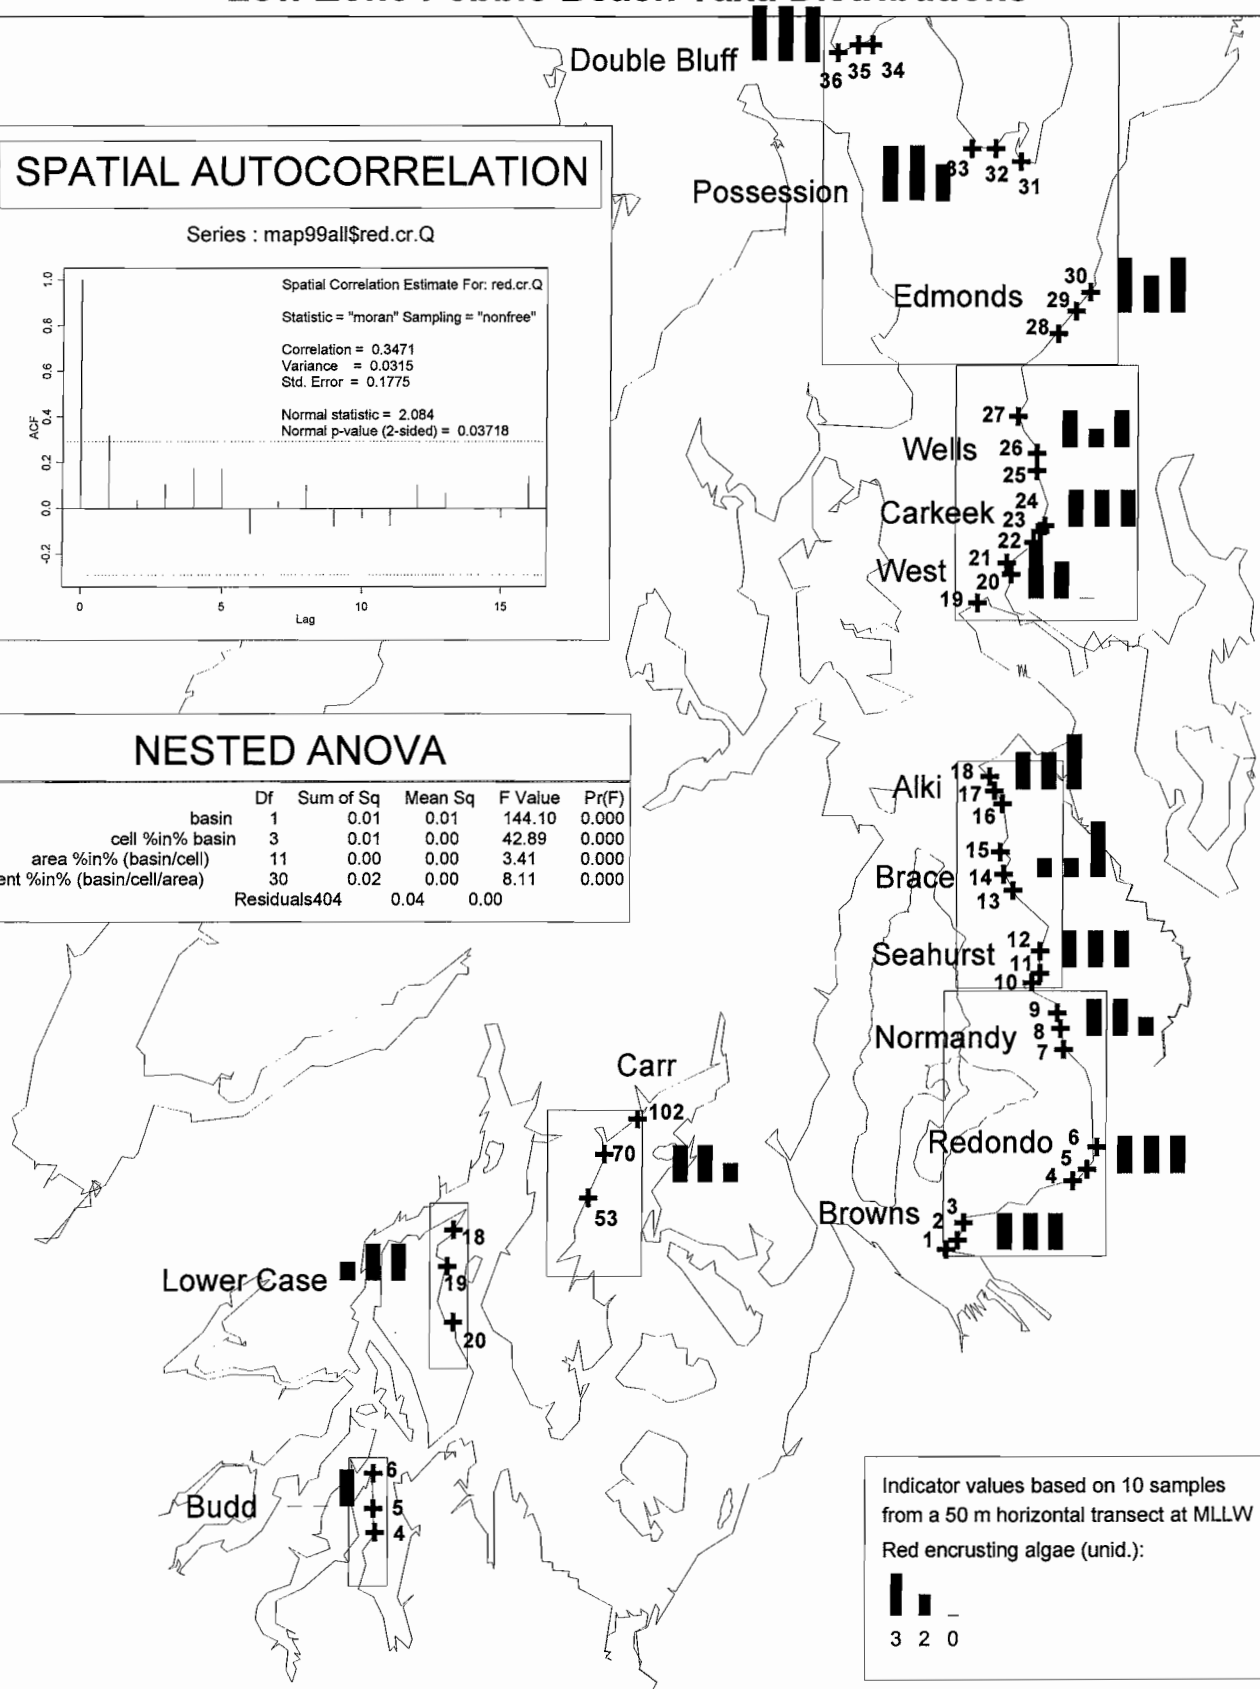 Double Bluff
36 35 34
SPATIAL AUTOCORRELATION
Series : map99all$red.cr.Q
Spatial Correlation Estimate For: red.cr.Q
Statistic = "moran" Sampling = "nonfree"
Correlation = 0.3471
Variance = 0.0315
Std. Error = 0.1775
Normal statistic = 2.084
Normal p-value (2-sided) = 0.03718
ACF
1.0
0.8
0.6
0.4
0.2
0.0
-0.2
0 5 10 15
Lag
Possession
33 32 31
Edmonds
30
29
28
Wells
27
26
25
Carkeek
24
23
22
West
21
20
19
NESTED ANOVA
Df Sum of Sq Mean Sq F Value Pr(F)
basin 1 0.01 0.01 144.10 0.000
cell %in% basin 3 0.01 0.00 42.89 0.000
area %in% (basin/cell) 11 0.00 0.00 3.41 0.000
ent %in% (basin/cell/area) 30 0.02 0.00 8.11 0.000
Residuals404 0.04 0.00
Alki
18
17
16
Brace
15
14
13
Seahurst
12
11
10
Normandy
9
8
7
Redondo
6
5
4
Browns
3
2
1
Carr
102
70
53
Lower Case
18
19
20
Budd
6
5
4
Indicator values based on 10 samples
from a 50 m horizontal transect at MLLW
Red encrusting algae (unid.):
3 2 0